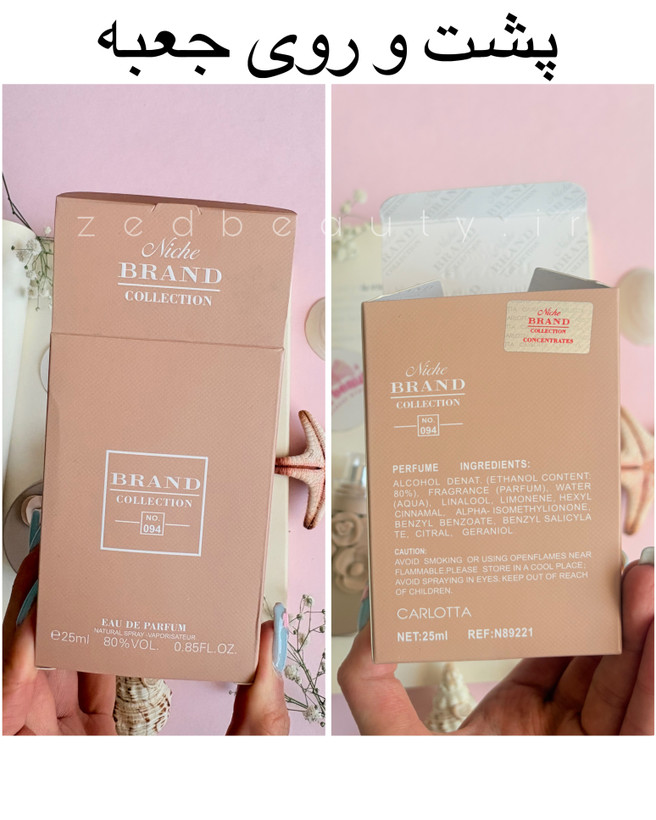 پشت و روی جعبه
zedbeauty.ir
Niche
BRAND
COLLECTION
BRAND
COLLECTION
NO.
094
EAU DE PARFUM
NATURAL SPRAY-VAPORISATEUR
℮25ml 80%VOL. 0.85FL.OZ.
Niche
BRAND
COLLECTION
CONCENTRATES
Niche
BRAND
COLLECTION
NO.
094
PERFUME INGREDIENTS:
ALCOHOL DENAT. (ETHANOL CONTENT:
80%), FRAGRANCE (PARFUM), WATER
(AQUA), LINALOOL, LIMONENE, HEXYL
CINNAMAL, ALPHA- ISOMETHYLIONONE,
BENZYL BENZOATE, BENZYL SALICYLA
TE, CITRAL, GERANIOL.
CAUTION:
AVOID SMOKING OR USING OPENFLAMES NEAR
FLAMMABLE.PLEASE STORE IN A COOL PLACE;
AVOID SPRAYING IN EYES. KEEP OUT OF REACH
OF CHILDREN.
CARLOTTA
NET:25ml REF:N89221